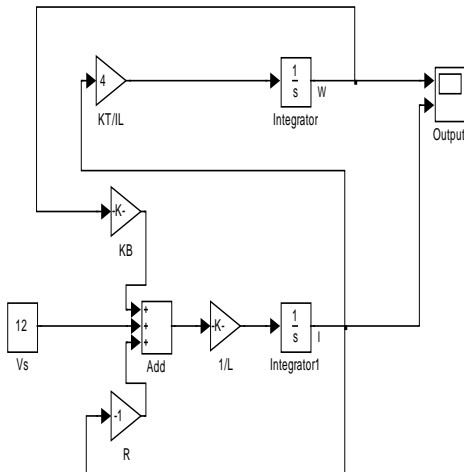 4
KT/IL
1
s
W
Integrator
Output
-K-
KB
12
Vs
+
+
+
Add
-K-
1/L
1
s
I
Integrator1
-1
R